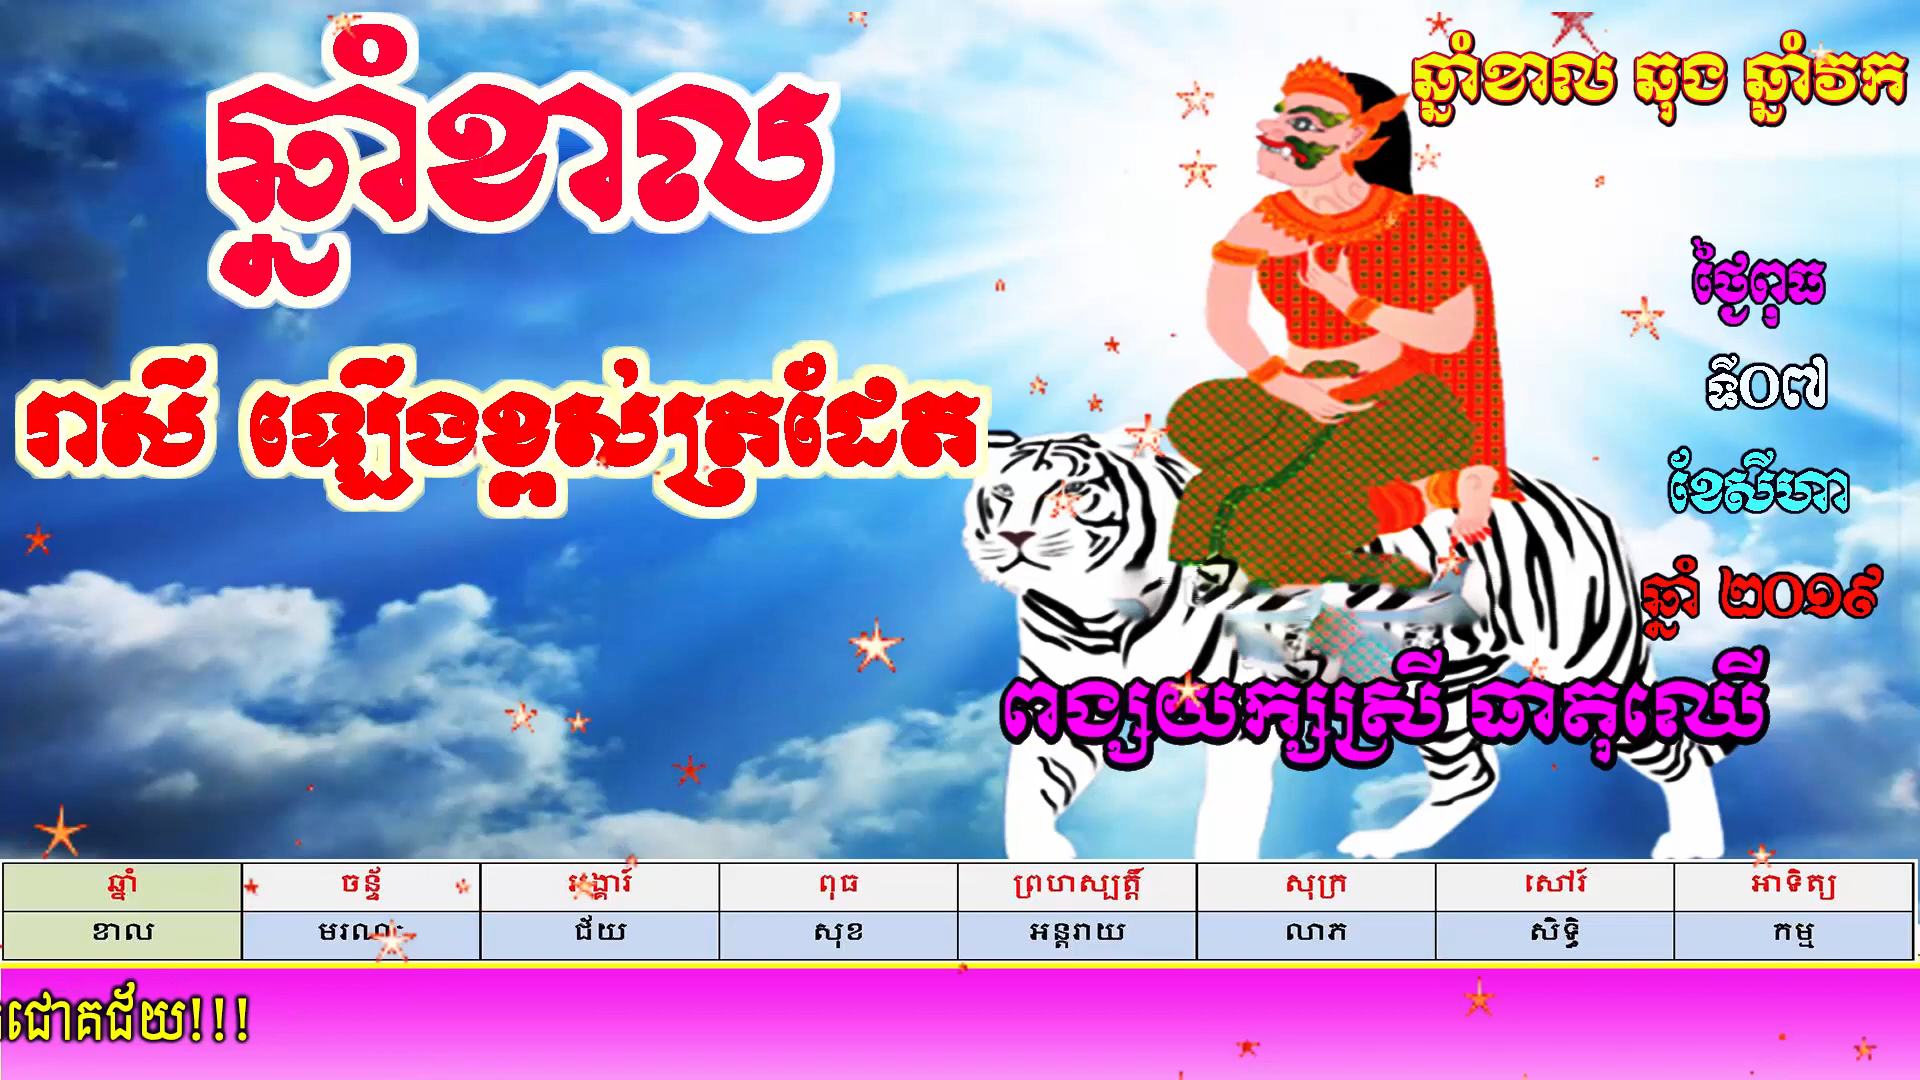 ឆ្នាំខាល
រាសី ឡើងខ្ពស់ត្រដែត
ឆ្នាំខាល ឆុង ឆ្នាំវក
ថ្ងៃពុធ
ទី០៧
ខែសីហា
ឆ្នាំ ២០១៩
ពង្សយក្សស្រី ធាតុឈើ
ឆ្នាំ ចន្ទ័ អង្គារ៍ ពុធ ព្រហស្បត្តិ៍ សុក្រ សៅរ៍ អាទិត្យ
ខាល មរណៈ ជ័យ សុខ អន្តរាយ លាភ សិទ្ធិ កម្ម
ជោគជ័យ!!!